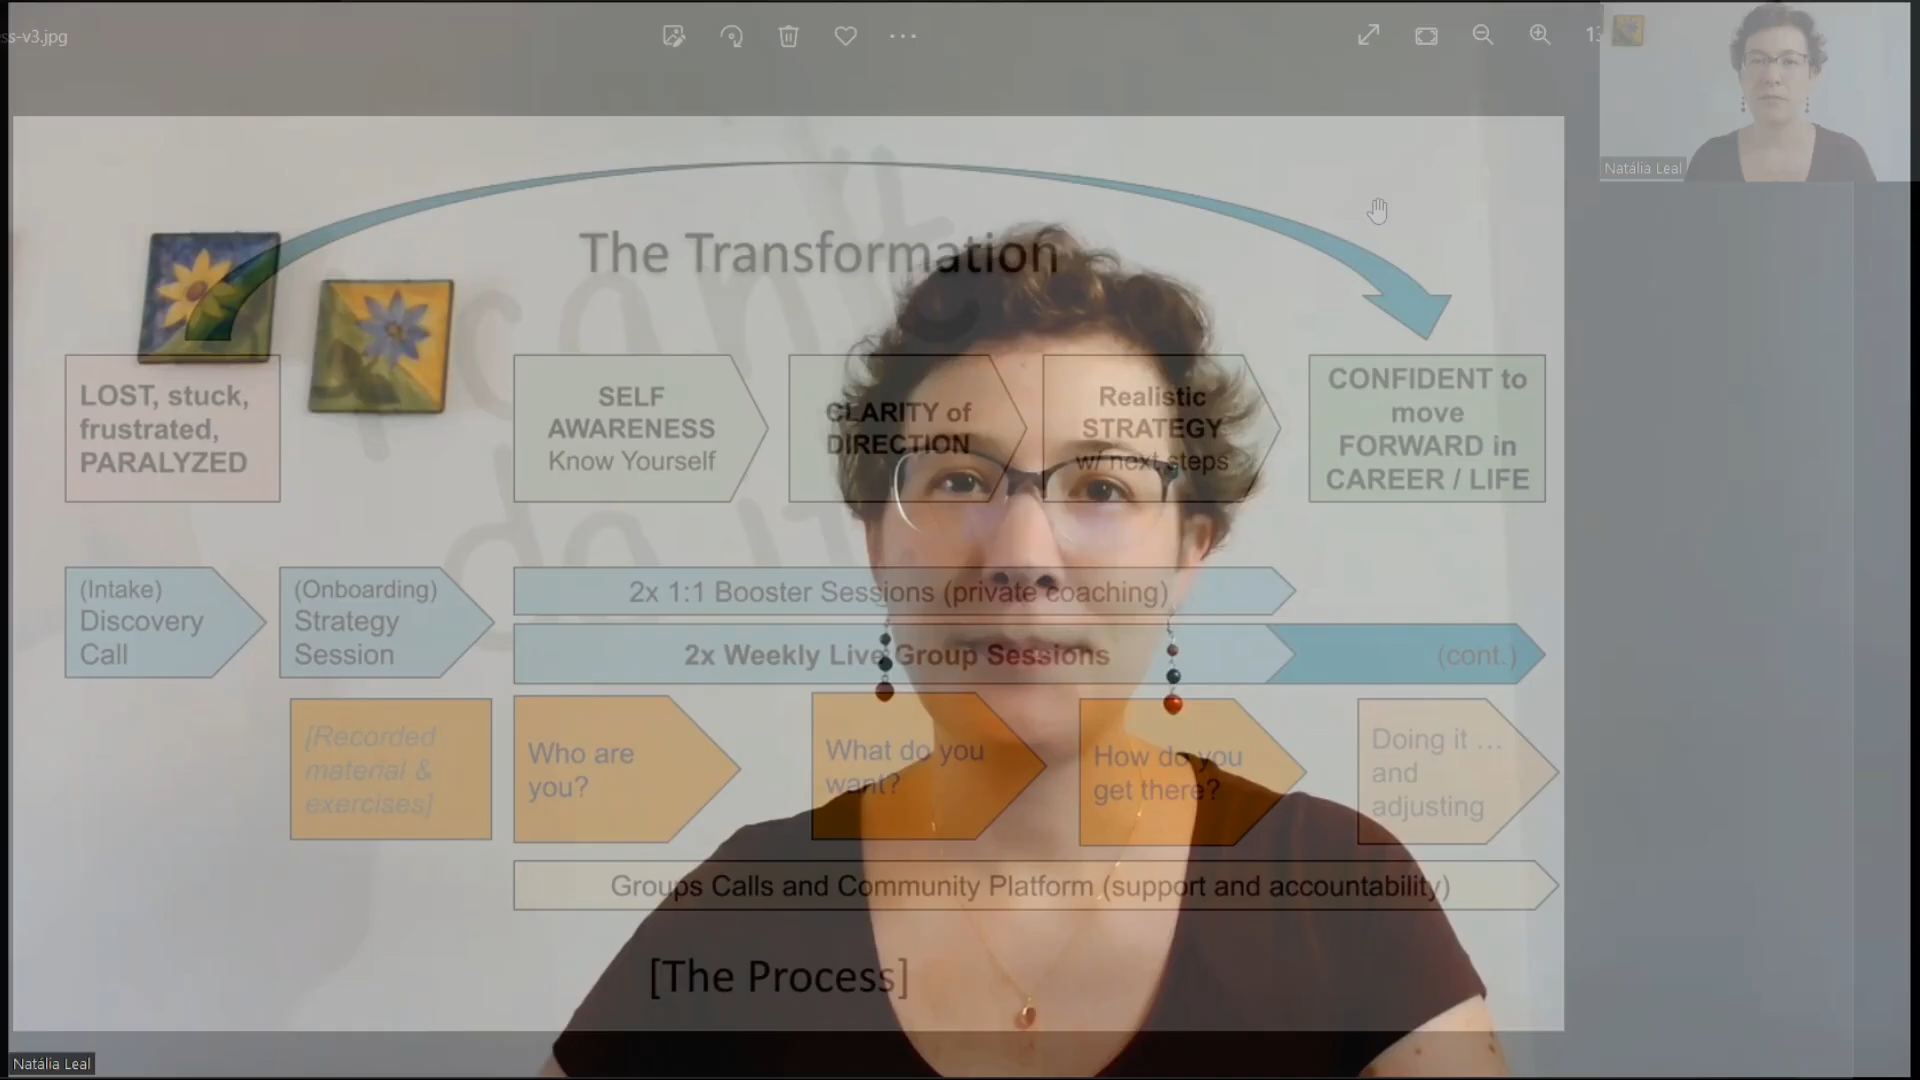 s-v3.jpg
Natália Leal
The Transformation
LOST, stuck,
frustrated,
PARALYZED
SELF
AWARENESS
Know Yourself
CLARITY of
DIRECTION
Realistic
STRATEGY
w/ next steps
CONFIDENT to
move
FORWARD in
CAREER / LIFE
(Intake)
Discovery
Call
(Onboarding)
Strategy
Session
2x 1:1 Booster Sessions (private coaching)
2x Weekly Live Group Sessions
(cont.)
[Recorded
material &
exercises]
Who are
you?
What do you
want?
How do you
get there?
Doing it ...
and
adjusting
Groups Calls and Community Platform (support and accountability)
[The Process]
Natália Leal
I can't
do it